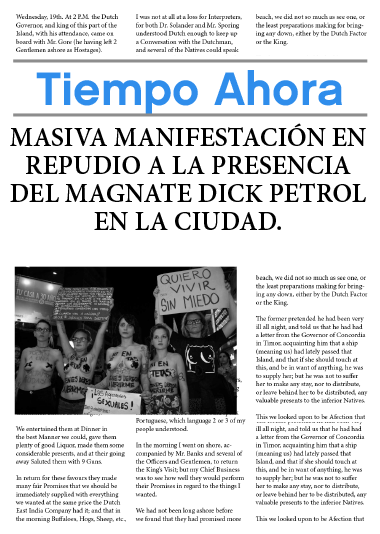 Wednesday, 19th. At 2 P.M. the Dutch
Governor, and king of this part of the
Island, with his attendance, came on
board with Mr. Gore (he having left 2
Gentlemen ashore as Hostages).
I was not at all at a loss for Interpreters,
for both Dr. Solander and Mr. Sporing
understood Dutch enough to keep up
a Conversation with the Dutchman,
and several of the Natives could speak
beach, we did not so much as see one, or
the least preparations making for bring-
ing any down, either by the Dutch Factor
or the King.
Tiempo Ahora
MASIVA MANIFESTACIÓN EN
REPUDIO A LA PRESENCIA
DEL MAGNATE DICK PETROL
EN LA CIUDAD.
QUIERO
VIVIR
SIN MIEDO
We entertained them at Dinner in
the best Manner we could, gave them
plenty of good Liquor, made them some
considerable presents, and at their going
away Saluted them with 9 Guns.
In return for these favours they made
many fair Promises that we should be
immediately supplied with everything
we wanted at the same price the Dutch
East India Company had it; and that in
the morning Buffaloes, Hogs, Sheep, etc.,
Portuguese, which language 2 or 3 of my
people understood.
In the morning I went on shore, ac-
companied by Mr. Banks and several of
the Officers and Gentlemen, to return
the King's Visit; but my Chief Business
was to see how well they would perform
their Promises in regard to the things I
wanted.
We had not been long ashore before
we found that they had promised more
beach, we did not so much as see one, or
the least preparations making for bring-
ing any down, either by the Dutch Factor
or the King.
The former pretended he had been very
ill all night, and told us that he had had
a letter from the Governor of Concordia
in Timor, acquainting him that a ship
(meaning us) had lately passed that
Island, and that if she should touch at
this, and be in want of anything, he was
to supply her; but he was not to suffer
her to make any stay, nor to distribute,
or leave behind her to be distributed, any
valuable presents to the inferior Natives.
This we looked upon to be Afiection that
ill all night, and told us that he had had
a letter from the Governor of Concordia
in Timor, acquainting him that a ship
(meaning us) had lately passed that
Island, and that if she should touch at
this, and be in want of anything, he was
to supply her; but he was not to suffer
her to make any stay, nor to distribute,
or leave behind her to be distributed, any
valuable presents to the inferior Natives.
This we looked upon to be Afiection that